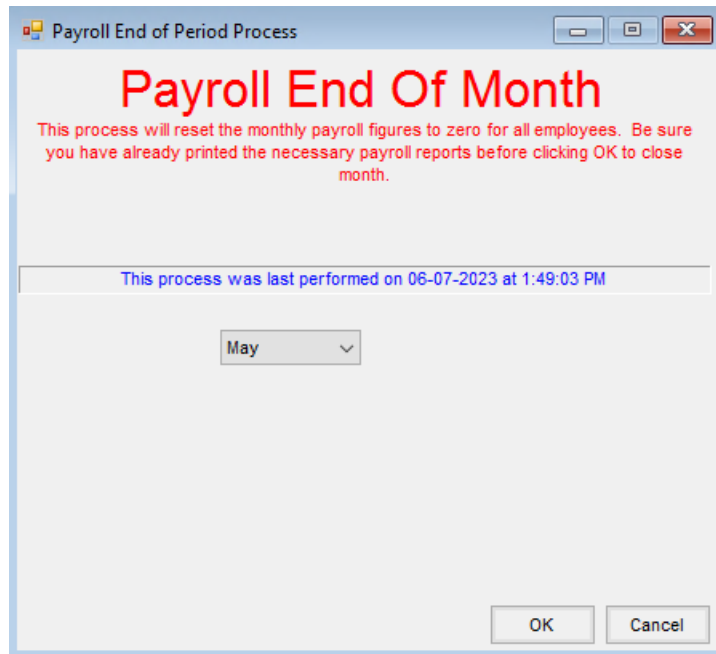 Payroll End of Period Process
Payroll End Of Month
This process will reset the monthly payroll figures to zero for all employees.  Be sure
you have already printed the necessary payroll reports before clicking OK to close
month.
This process was last performed on 06-07-2023 at 1:49:03 PM
May
OK Cancel